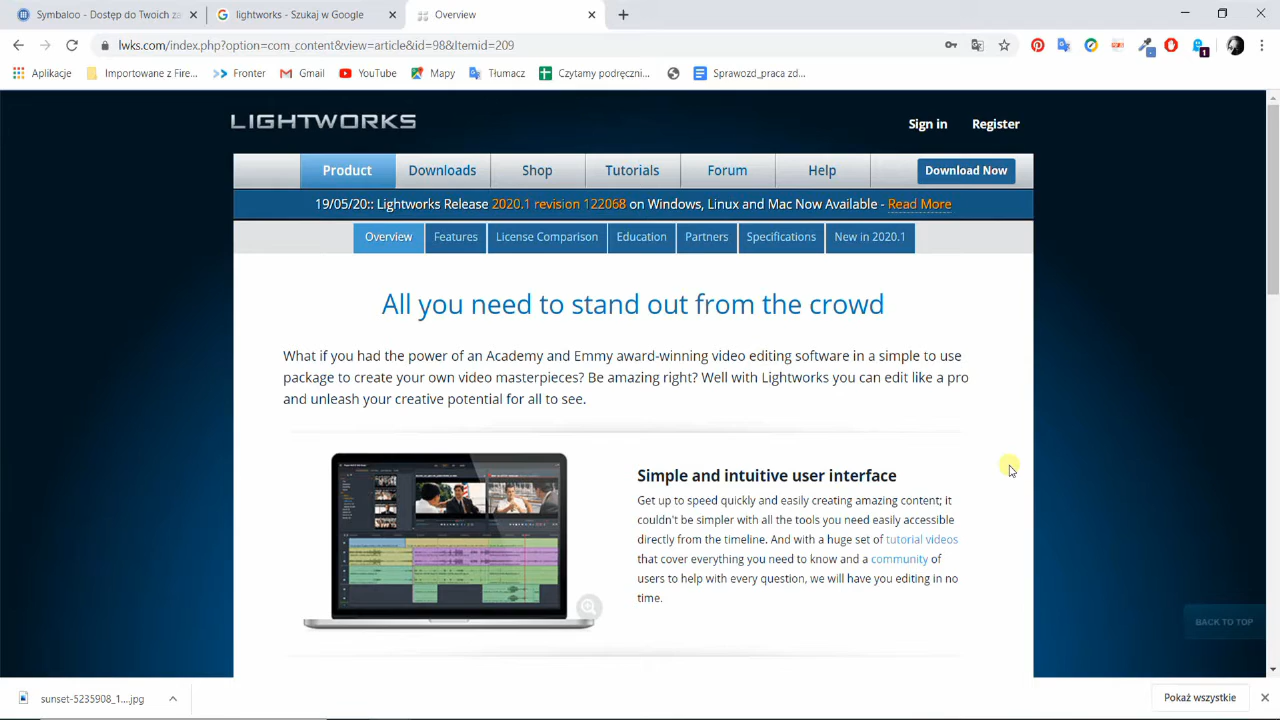 Symbaloo - Dostęp do Twoich za
lightworks - Szukaj w Google
Overview
lwks.com/index.php?option=com_content&view=article&id=98&Itemid=209
Aplikacje
Importowane z Fire...
Fronter
Gmail
YouTube
Mapy
Tłumacz
Czytamy podręczni...
Sprawozd_praca zd...
LIGHTWORKS
Sign in
Register
Product
Downloads
Shop
Tutorials
Forum
Help
Download Now
19/05/20:: Lightworks Release 2020.1 revision 122068 on Windows, Linux and Mac Now Available - Read More
Overview
Features
License Comparison
Education
Partners
Specifications
New in 2020.1
All you need to stand out from the crowd
What if you had the power of an Academy and Emmy award-winning video editing software in a simple to use
package to create your own video masterpieces? Be amazing right? Well with Lightworks you can edit like a pro
and unleash your creative potential for all to see.
Simple and intuitive user interface
Get up to speed quickly and easily creating amazing content; it
couldn't be simpler with all the tools you need easily accessible
directly from the timeline. And with a huge set of tutorial videos
that cover everything you need to know and a community of
users to help with every question, we will have you editing in no
time.
BACK TO TOP
sunset-5235908_1....jpg
Pokaż wszystkie